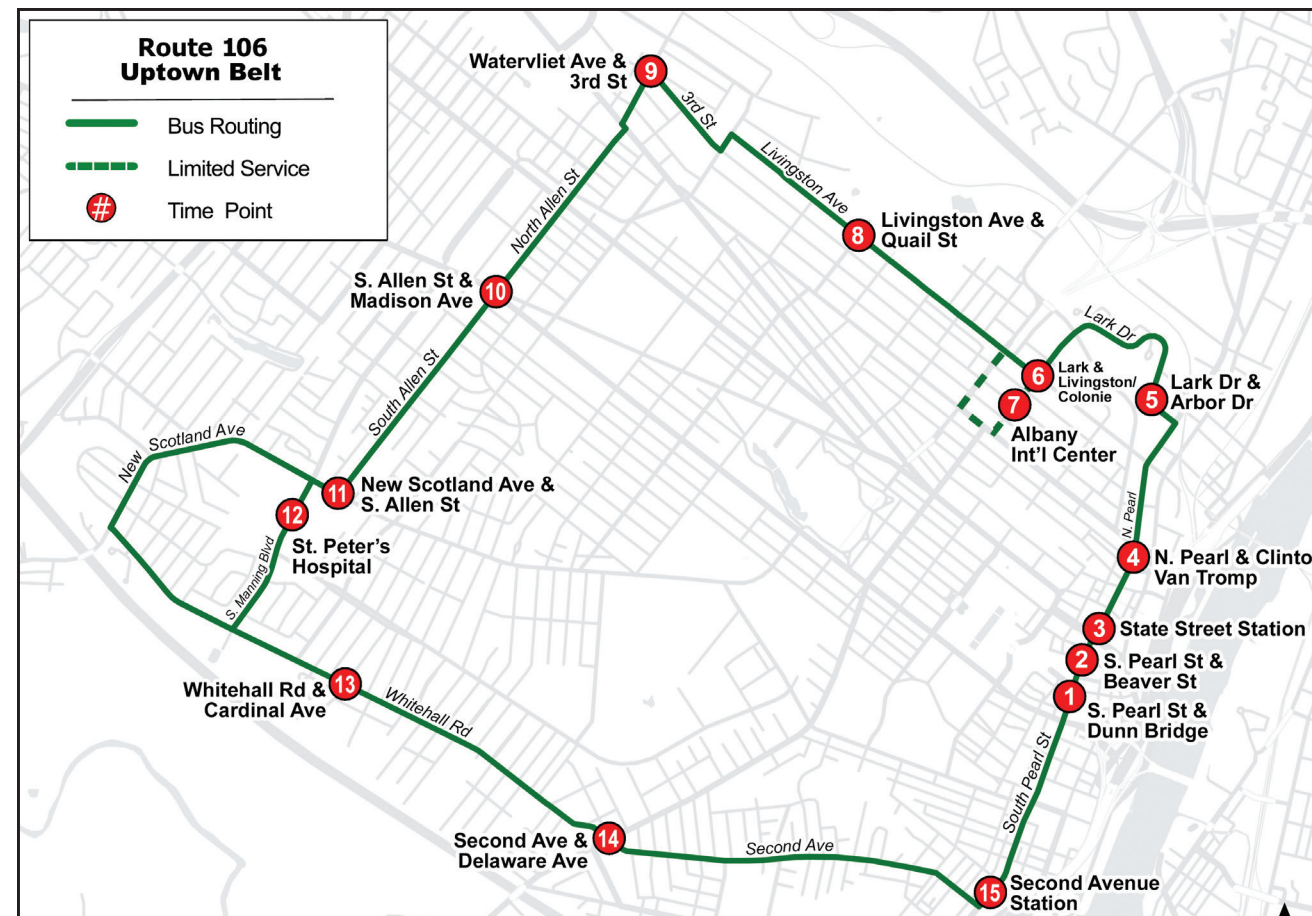 Route 106
Uptown Belt
Bus Routing
Limited Service
#
Time Point
Watervliet Ave &
3rd St
9
3rd St
Livingston Ave
North Allen St
8
Livingston Ave &
Quail St
S. Allen St &
Madison Ave
10
Lark Dr
6
Lark &
Livingston/
Colonie
5
Lark Dr &
Arbor Dr
7
Albany
Int'l Center
South Allen St
New Scotland Ave
11
New Scotland Ave &
S. Allen St
12
St. Peter's
Hospital
S. Manning Blvd
N. Pearl
4
N. Pearl & Clinto
Van Tromp
3
State Street Station
2
S. Pearl St &
Beaver St
1
S. Pearl St &
Dunn Bridge
Whitehall Rd &
Cardinal Ave
13
Whitehall Rd
South Pearl St
Second Ave &
Delaware Ave
14
Second Ave
15
Second Avenue
Station